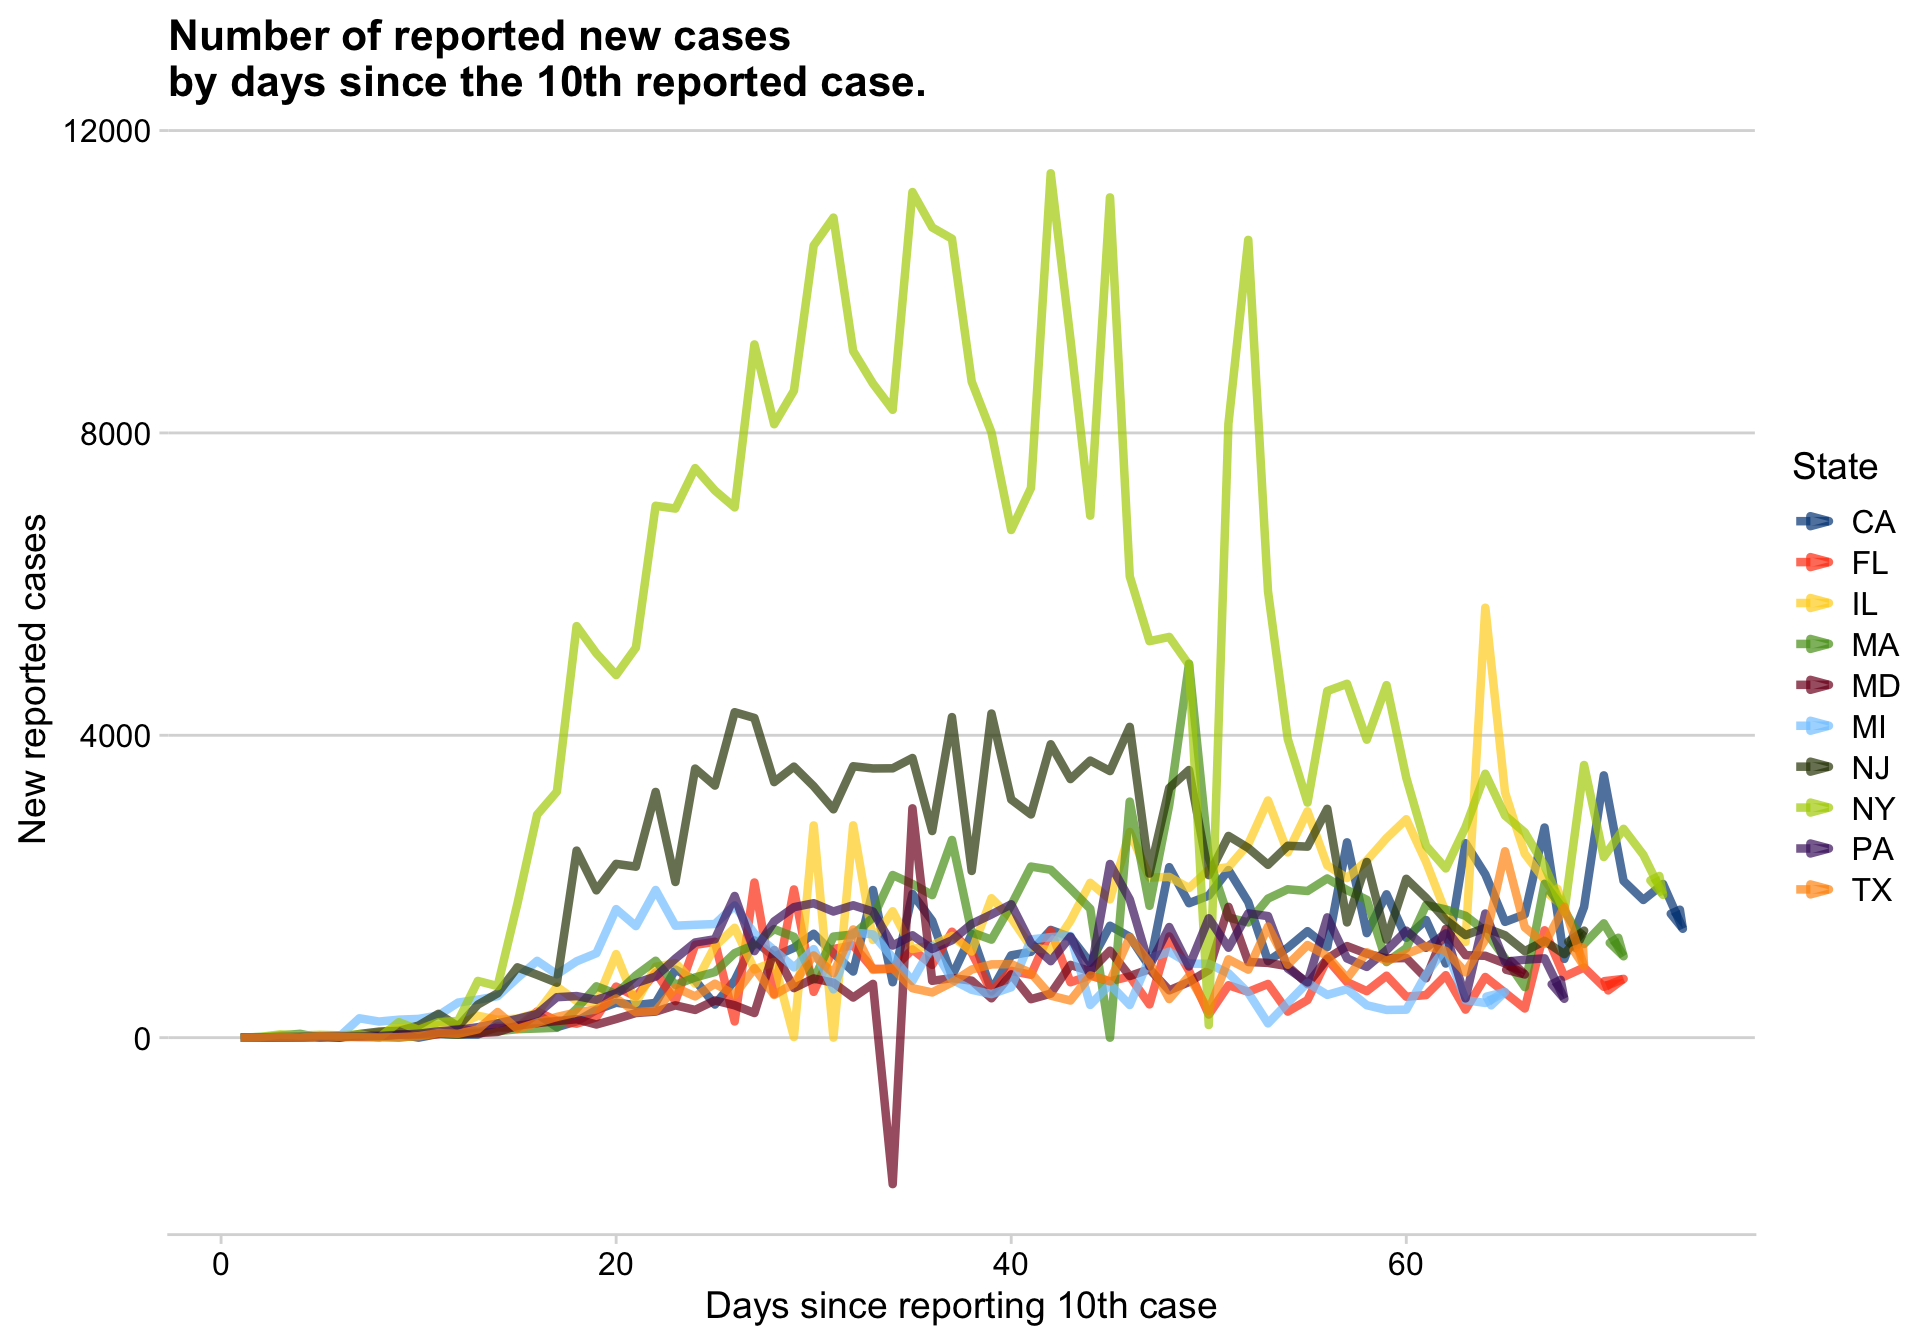 Number of reported new cases
by days since the 10th reported case.
12000
8000
4000
0
New reported cases
0
20
40
60
Days since reporting 10th case
State
CA
FL
IL
MA
MD
MI
NJ
NY
PA
TX